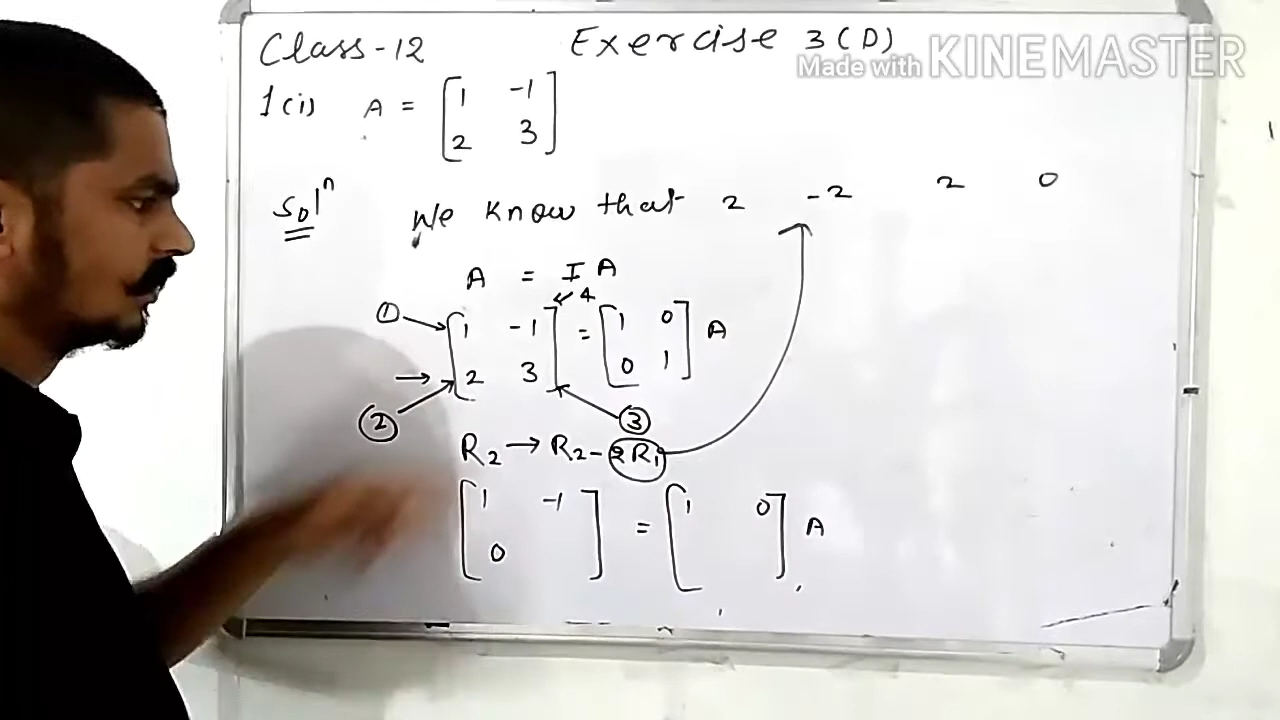 Class-12 Exercise 3(D)
Made with KINEMASTER
1(i) A = [1 -1
2 3]
Solⁿ We know that 2 -2 2 0
A = I A
① [1 -1 4
2 3] = [1 0
0 1] A
② ③
R₂ → R₂ - 2R₁
[1 -1
0 ] = [1 0
] A